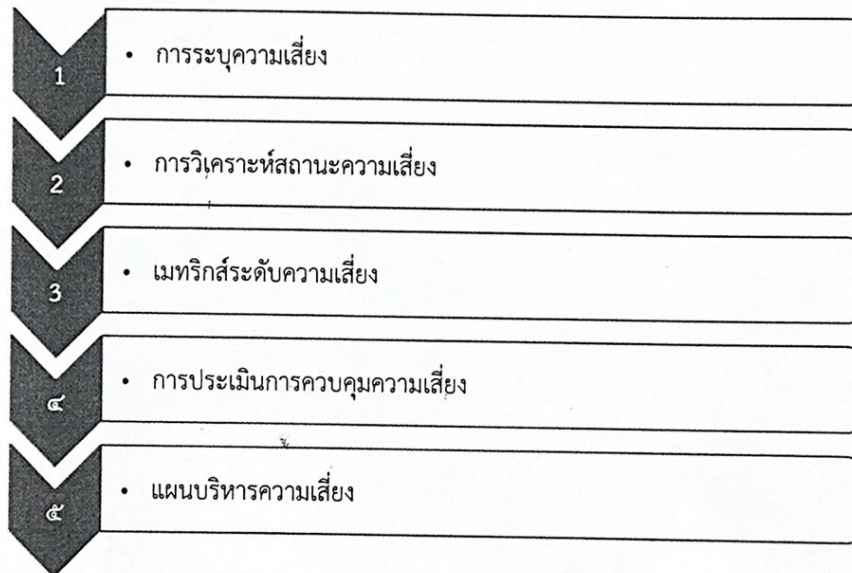 1
• การระบุความเสี่ยง
2
• การวิเคราะห์สถานะความเสี่ยง
3
• เมทริกส์ระดับความเสี่ยง
๔
• การประเมินการควบคุมความเสี่ยง
๕
• แผนบริหารความเสี่ยง